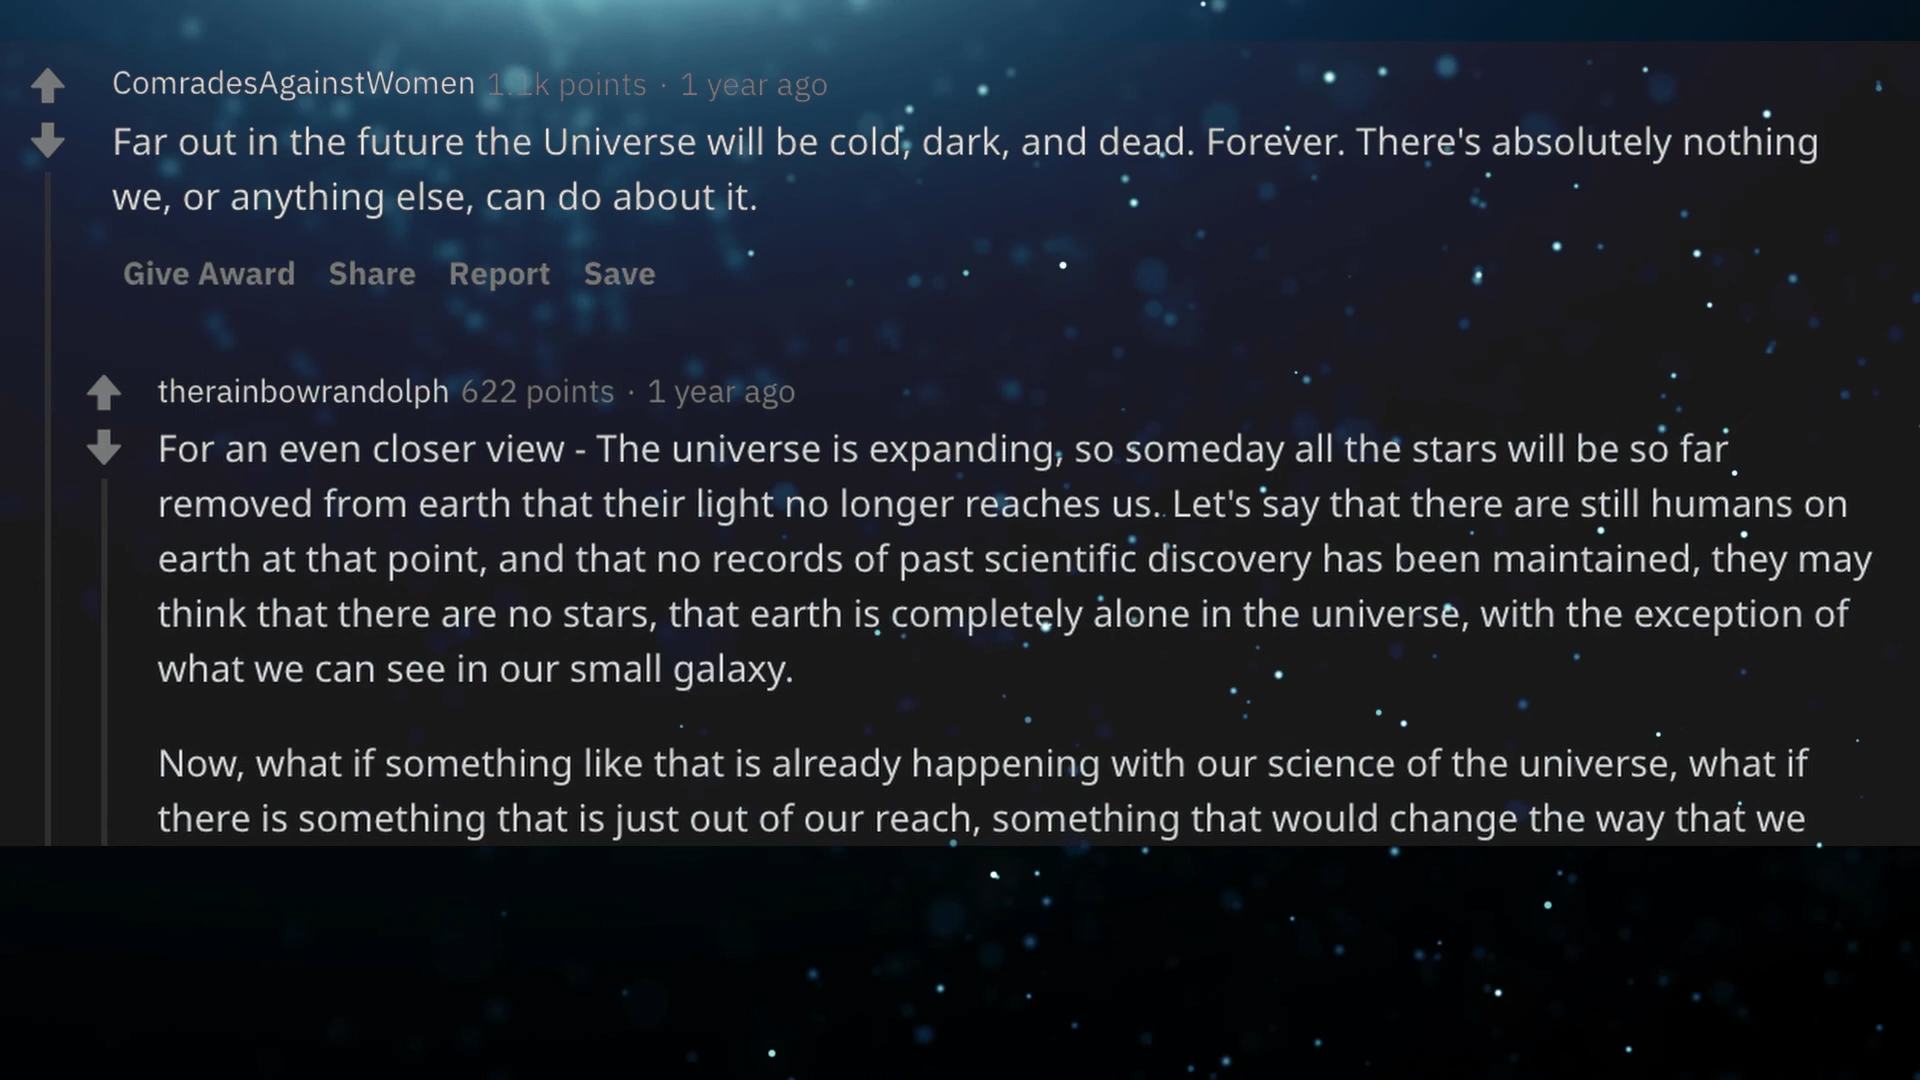 ComradesAgainstWomen 1.1k points · 1 year ago
Far out in the future the Universe will be cold, dark, and dead. Forever. There's absolutely nothing
we, or anything else, can do about it.
Give Award Share Report Save
therainbowrandolph 622 points · 1 year ago
For an even closer view - The universe is expanding, so someday all the stars will be so far
removed from earth that their light no longer reaches us. Let's say that there are still humans on
earth at that point, and that no records of past scientific discovery has been maintained, they may
think that there are no stars, that earth is completely alone in the universe, with the exception of
what we can see in our small galaxy.
Now, what if something like that is already happening with our science of the universe, what if
there is something that is just out of our reach, something that would change the way that we